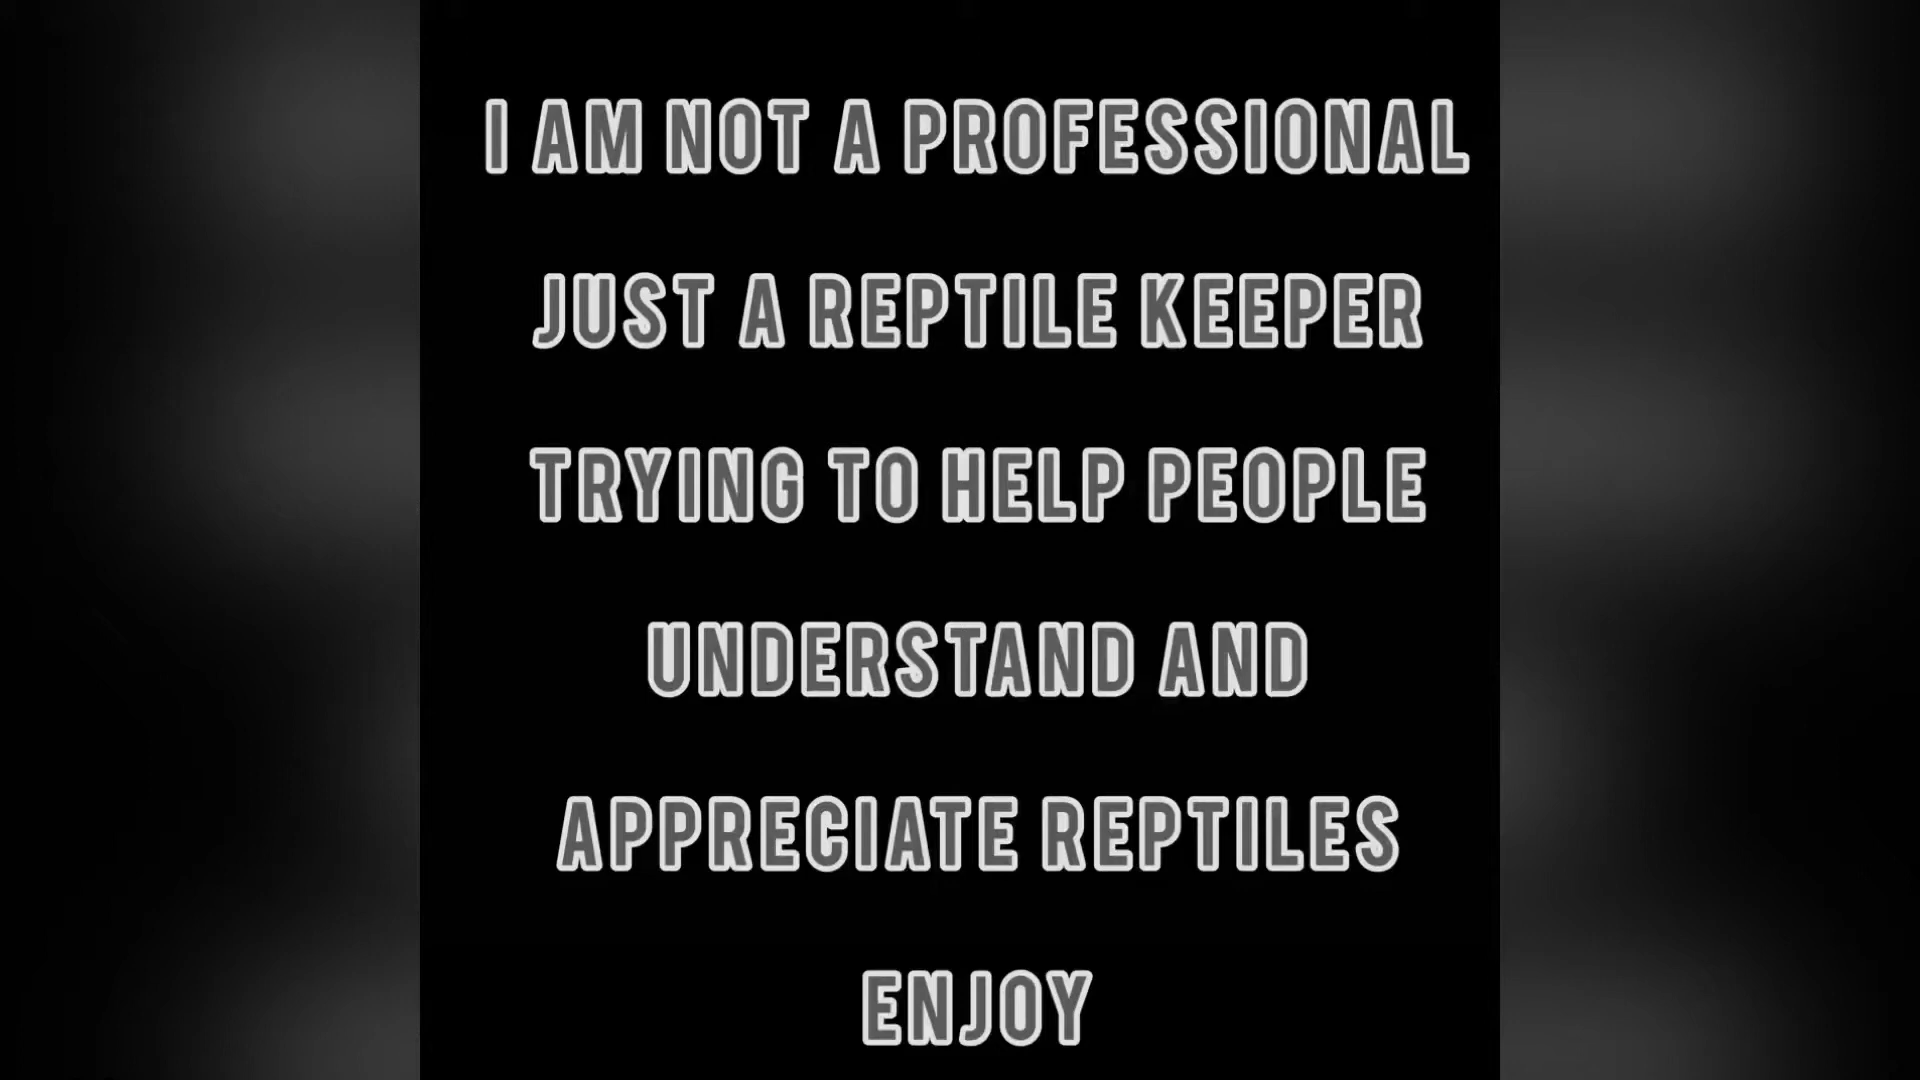 I AM NOT A PROFESSIONAL
JUST A REPTILE KEEPER
TRYING TO HELP PEOPLE
UNDERSTAND AND
APPRECIATE REPTILES
ENJOY